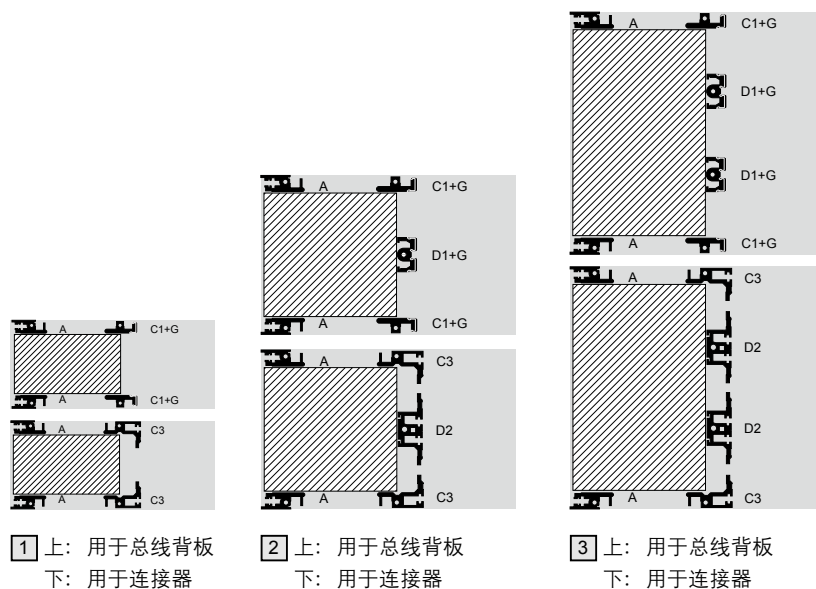 A C1+G
A C1+G
A C3
A C3
1 上： 用于总线背板
下： 用于连接器
A C1+G
D1+G
A C1+G
A C3
D2
A C3
2 上： 用于总线背板
下： 用于连接器
A C1+G
D1+G
D1+G
A C1+G
A C3
D2
D2
A C3
3 上： 用于总线背板
下： 用于连接器